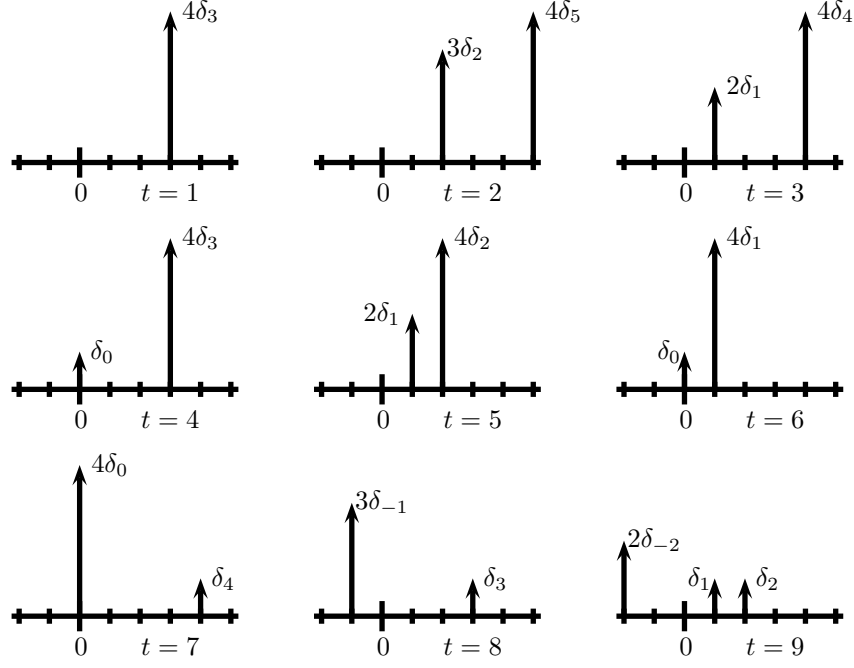 4δ₃ 4δ₅ 4δ₄
3δ₂ 2δ₁
0 t = 1 0 t = 2 0 t = 3
4δ₃ 4δ₂ 4δ₁
δ₀ 2δ₁ δ₀
0 t = 4 0 t = 5 0 t = 6
4δ₀ 3δ₋₁ 2δ₋₂
δ₄ δ₃ δ₁ δ₂
0 t = 7 0 t = 8 0 t = 9